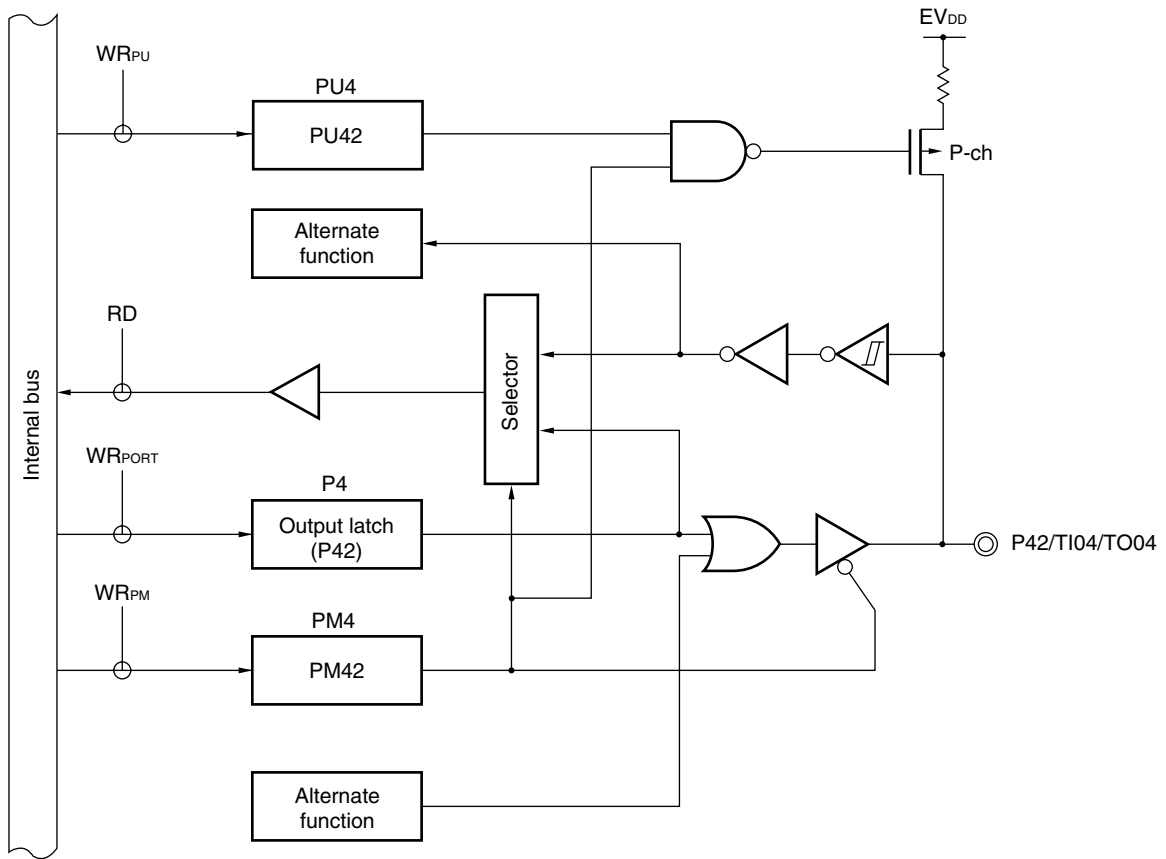 EVDD
WRPU
PU4
PU42
P-ch
Alternate
function
RD
Selector
Internal bus
WRPORT
P4
Output latch
(P42)
P42/TI04/TO04
WRPM
PM4
PM42
Alternate
function